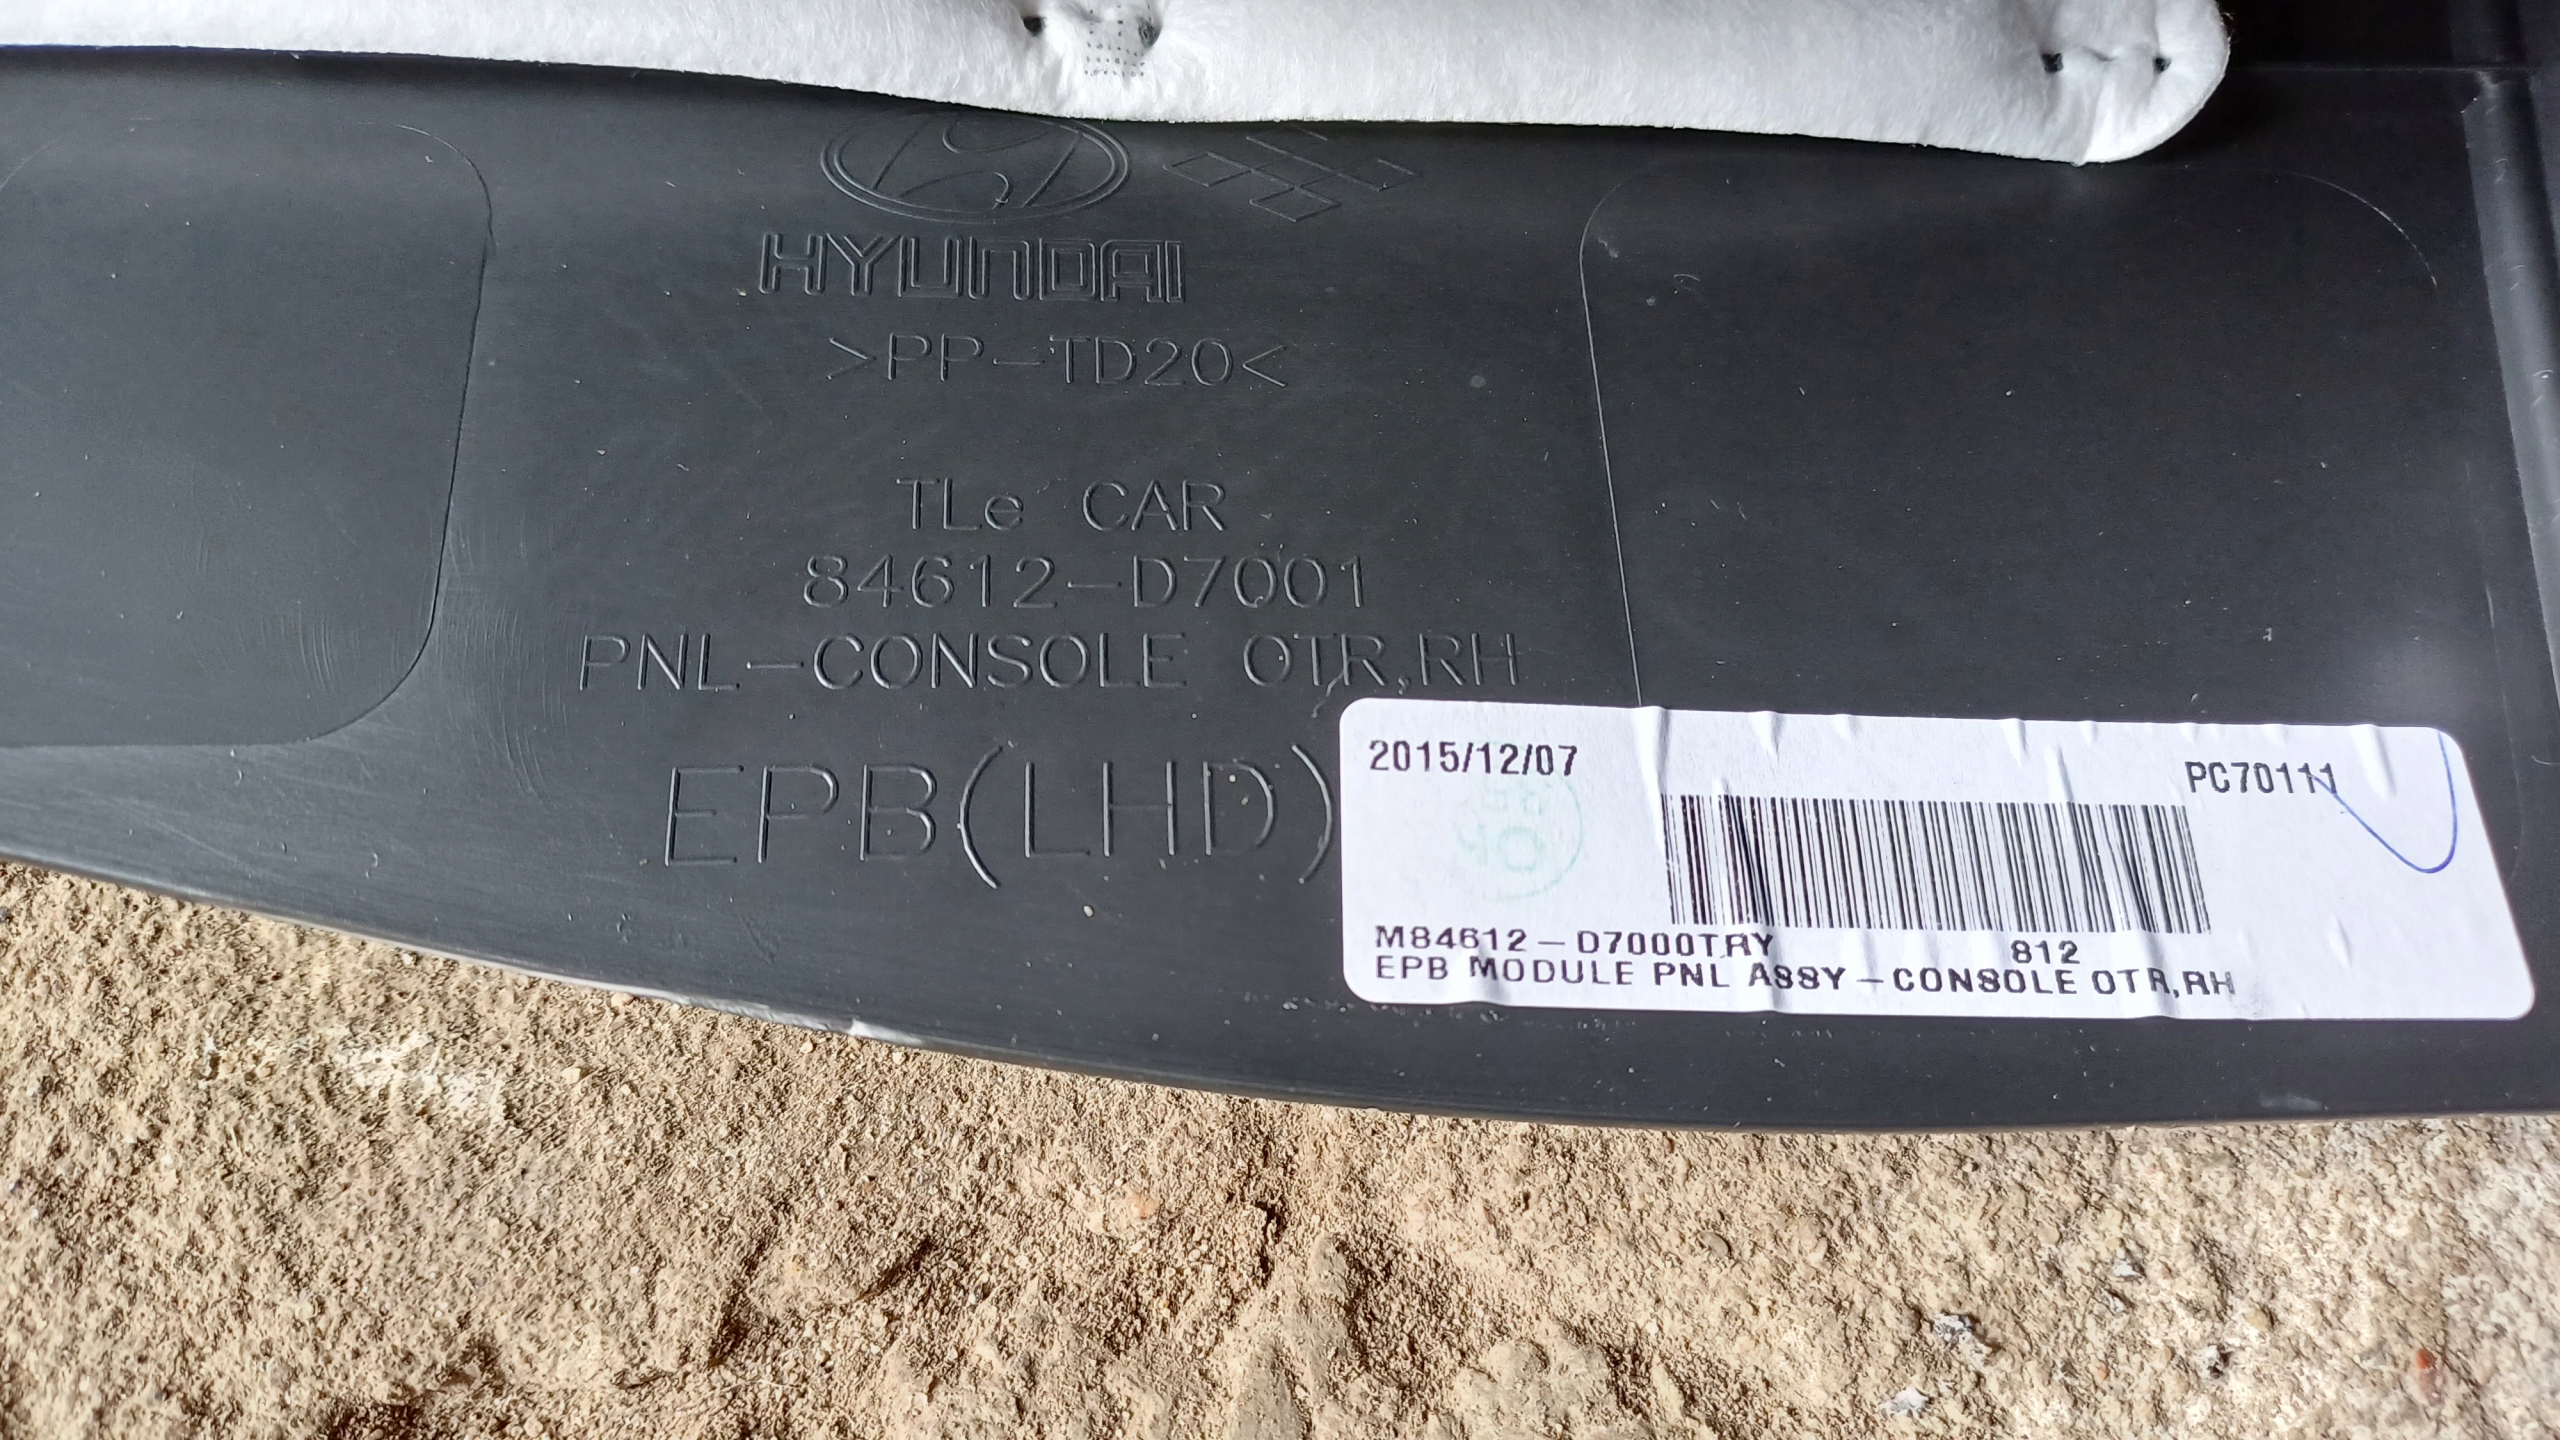 HYUNDAI
>PP-TD20<
TLe CAR
84612-D7001
PNL-CONSOLE OTR,RH
EPB(LHD)
2015/12/07
PC70111
M84612-D7000TRY 812
EPB MODULE PNL ASSY-CONSOLE OTR,RH